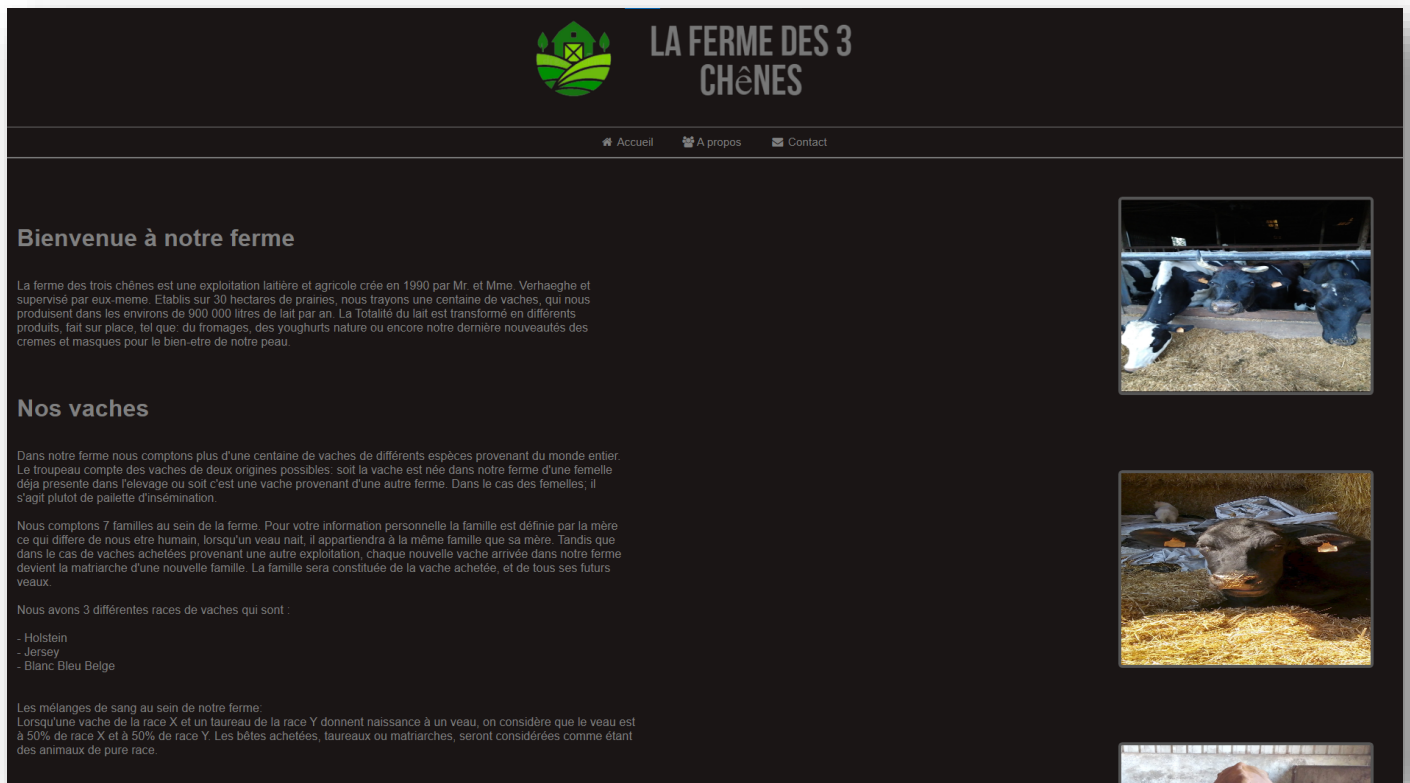 LA FERME DES 3
CHêNES
Accueil A propos Contact
Bienvenue à notre ferme
La ferme des trois chênes est une exploitation laitière et agricole crée en 1990 par Mr. et Mme. Verhaeghe et
supervisé par eux-meme. Etablis sur 30 hectares de prairies, nous trayons une centaine de vaches, qui nous
produisent dans les environs de 900 000 litres de lait par an. La Totalité du lait est transformé en différents
produits, fait sur place, tel que: du fromages, des youghurts nature ou encore notre dernière nouveautés des
cremes et masques pour le bien-etre de notre peau.
Nos vaches
Dans notre ferme nous comptons plus d'une centaine de vaches de différents espèces provenant du monde entier.
Le troupeau compte des vaches de deux origines possibles: soit la vache est née dans notre ferme d'une femelle
déja presente dans l'elevage ou soit c'est une vache provenant d'une autre ferme. Dans le cas des femelles; il
s'agit plutot de pailette d'insémination.
Nous comptons 7 familles au sein de la ferme. Pour votre information personnelle la famille est définie par la mère
ce qui differe de nous etre humain, lorsqu'un veau nait, il appartiendra à la même famille que sa mère. Tandis que
dans le cas de vaches achetées provenant une autre exploitation, chaque nouvelle vache arrivée dans notre ferme
devient la matriarche d'une nouvelle famille. La famille sera constituée de la vache achetée, et de tous ses futurs
veaux.
Nous avons 3 différentes races de vaches qui sont :
- Holstein
- Jersey
- Blanc Bleu Belge
Les mélanges de sang au sein de notre ferme:
Lorsqu'une vache de la race X et un taureau de la race Y donnent naissance à un veau, on considère que le veau est
à 50% de race X et à 50% de race Y. Les bêtes achetées, taureaux ou matriarches, seront considérées comme étant
des animaux de pure race.